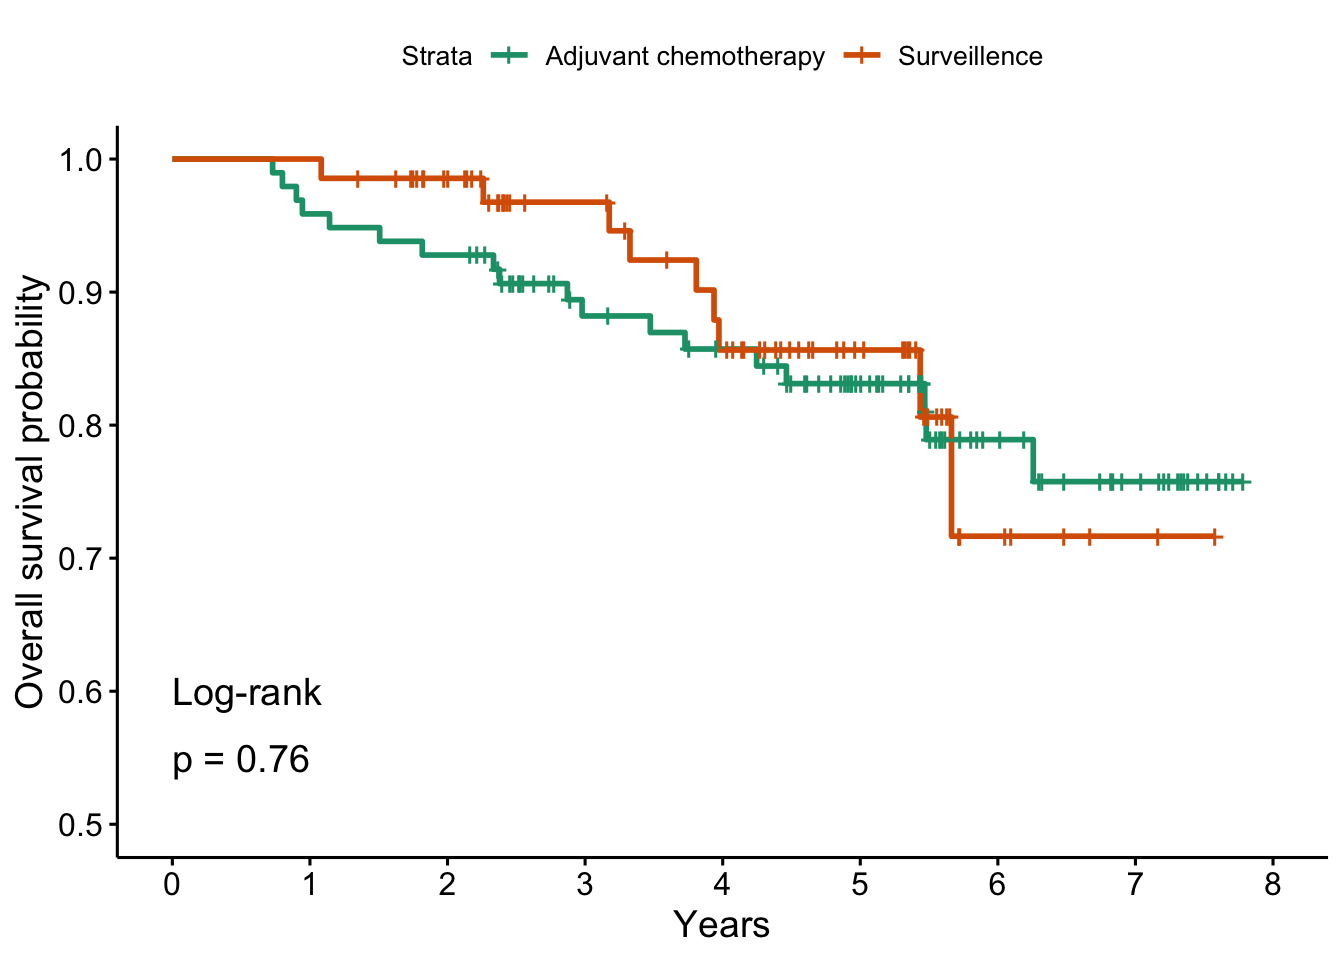 Strata Adjuvant chemotherapy Surveillence
Overall survival probability
1.0
0.9
0.8
0.7
0.6
0.5
Log-rank
p = 0.76
0 1 2 3 4 5 6 7 8
Years